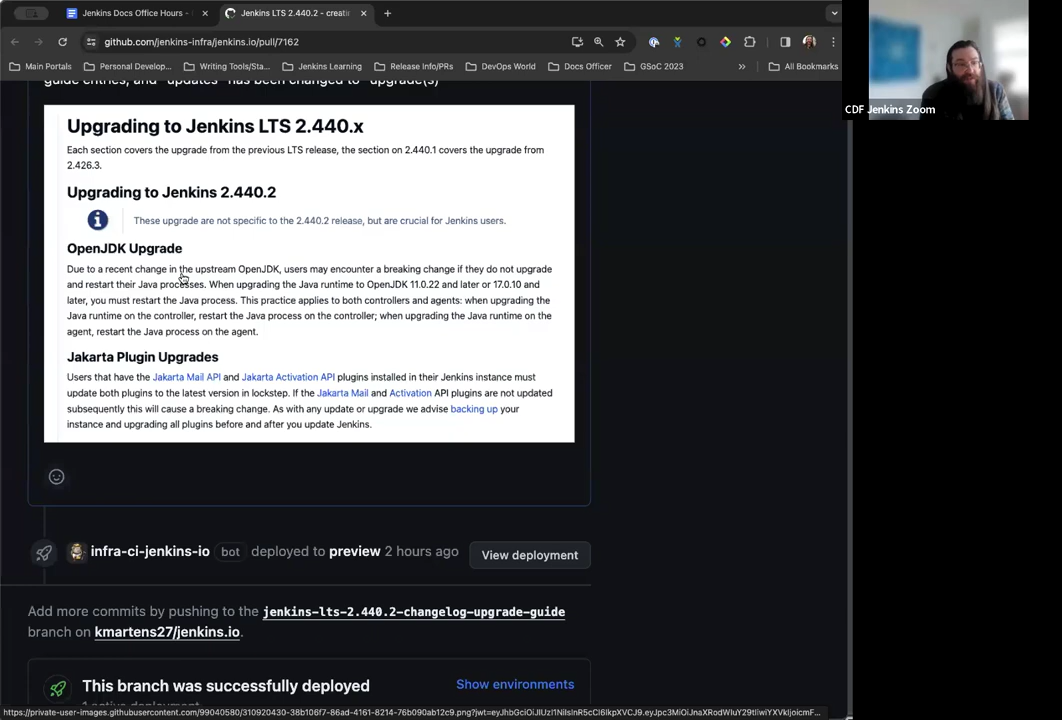 Jenkins Docs Office Hours -
Jenkins LTS 2.440.2 - creati
github.com/jenkins-infra/jenkins.io/pull/7162
Main Portals
Personal Develop...
Writing Tools/Sta...
Jenkins Learning
Release Info/PRs
DevOps World
Docs Officer
GSoC 2023
»
All Bookmarks
CDF Jenkins Zoom
guide entries, and "updates" has been changed to "upgrade(s)"
Upgrading to Jenkins LTS 2.440.x
Each section covers the upgrade from the previous LTS release, the section on 2.440.1 covers the upgrade from
2.426.3.
Upgrading to Jenkins 2.440.2
These upgrade are not specific to the 2.440.2 release, but are crucial for Jenkins users.
OpenJDK Upgrade
Due to a recent change in the upstream OpenJDK, users may encounter a breaking change if they do not upgrade
and restart their Java processes. When upgrading the Java runtime to OpenJDK 11.0.22 and later or 17.0.10 and
later, you must restart the Java process. This practice applies to both controllers and agents: when upgrading the
Java runtime on the controller, restart the Java process on the controller; when upgrading the Java runtime on the
agent, restart the Java process on the agent.
Jakarta Plugin Upgrades
Users that have the Jakarta Mail API and Jakarta Activation API plugins installed in their Jenkins instance must
update both plugins to the latest version in lockstep. If the Jakarta Mail and Activation API plugins are not updated
subsequently this will cause a breaking change. As with any update or upgrade we advise backing up your
instance and upgrading all plugins before and after you update Jenkins.
infra-ci-jenkins-io bot deployed to preview 2 hours ago
View deployment
Add more commits by pushing to the jenkins-lts-2.440.2-changelog-upgrade-guide
branch on kmartens27/jenkins.io.
This branch was successfully deployed
Show environments